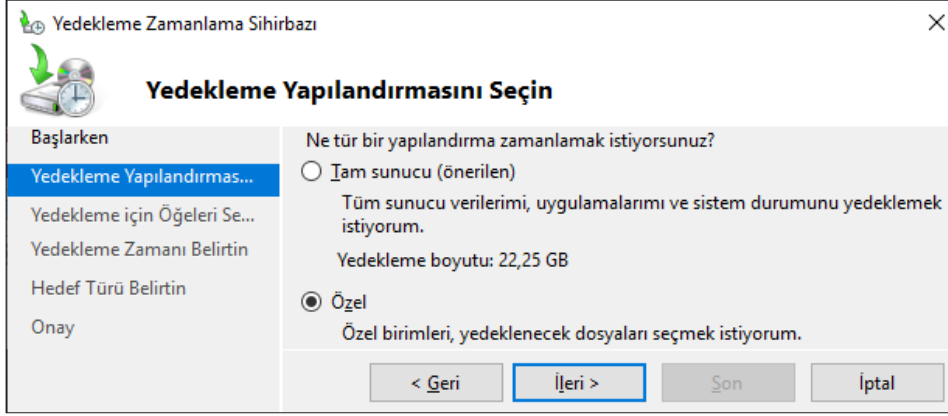 Yedekleme Zamanlama Sihirbazı
Yedekleme Yapılandırmasını Seçin
Başlarken
Yedekleme Yapılandırmas...
Yedekleme için Öğeleri Se...
Yedekleme Zamanı Belirtin
Hedef Türü Belirtin
Onay
Ne tür bir yapılandırma zamanlamak istiyorsunuz?
Tam sunucu (önerilen)
Tüm sunucu verilerimi, uygulamalarımı ve sistem durumunu yedeklemek
istiyorum.
Yedekleme boyutu: 22,25 GB
Özel
Özel birimleri, yedeklenecek dosyaları seçmek istiyorum.
< Geri
İleri >
Son
İptal